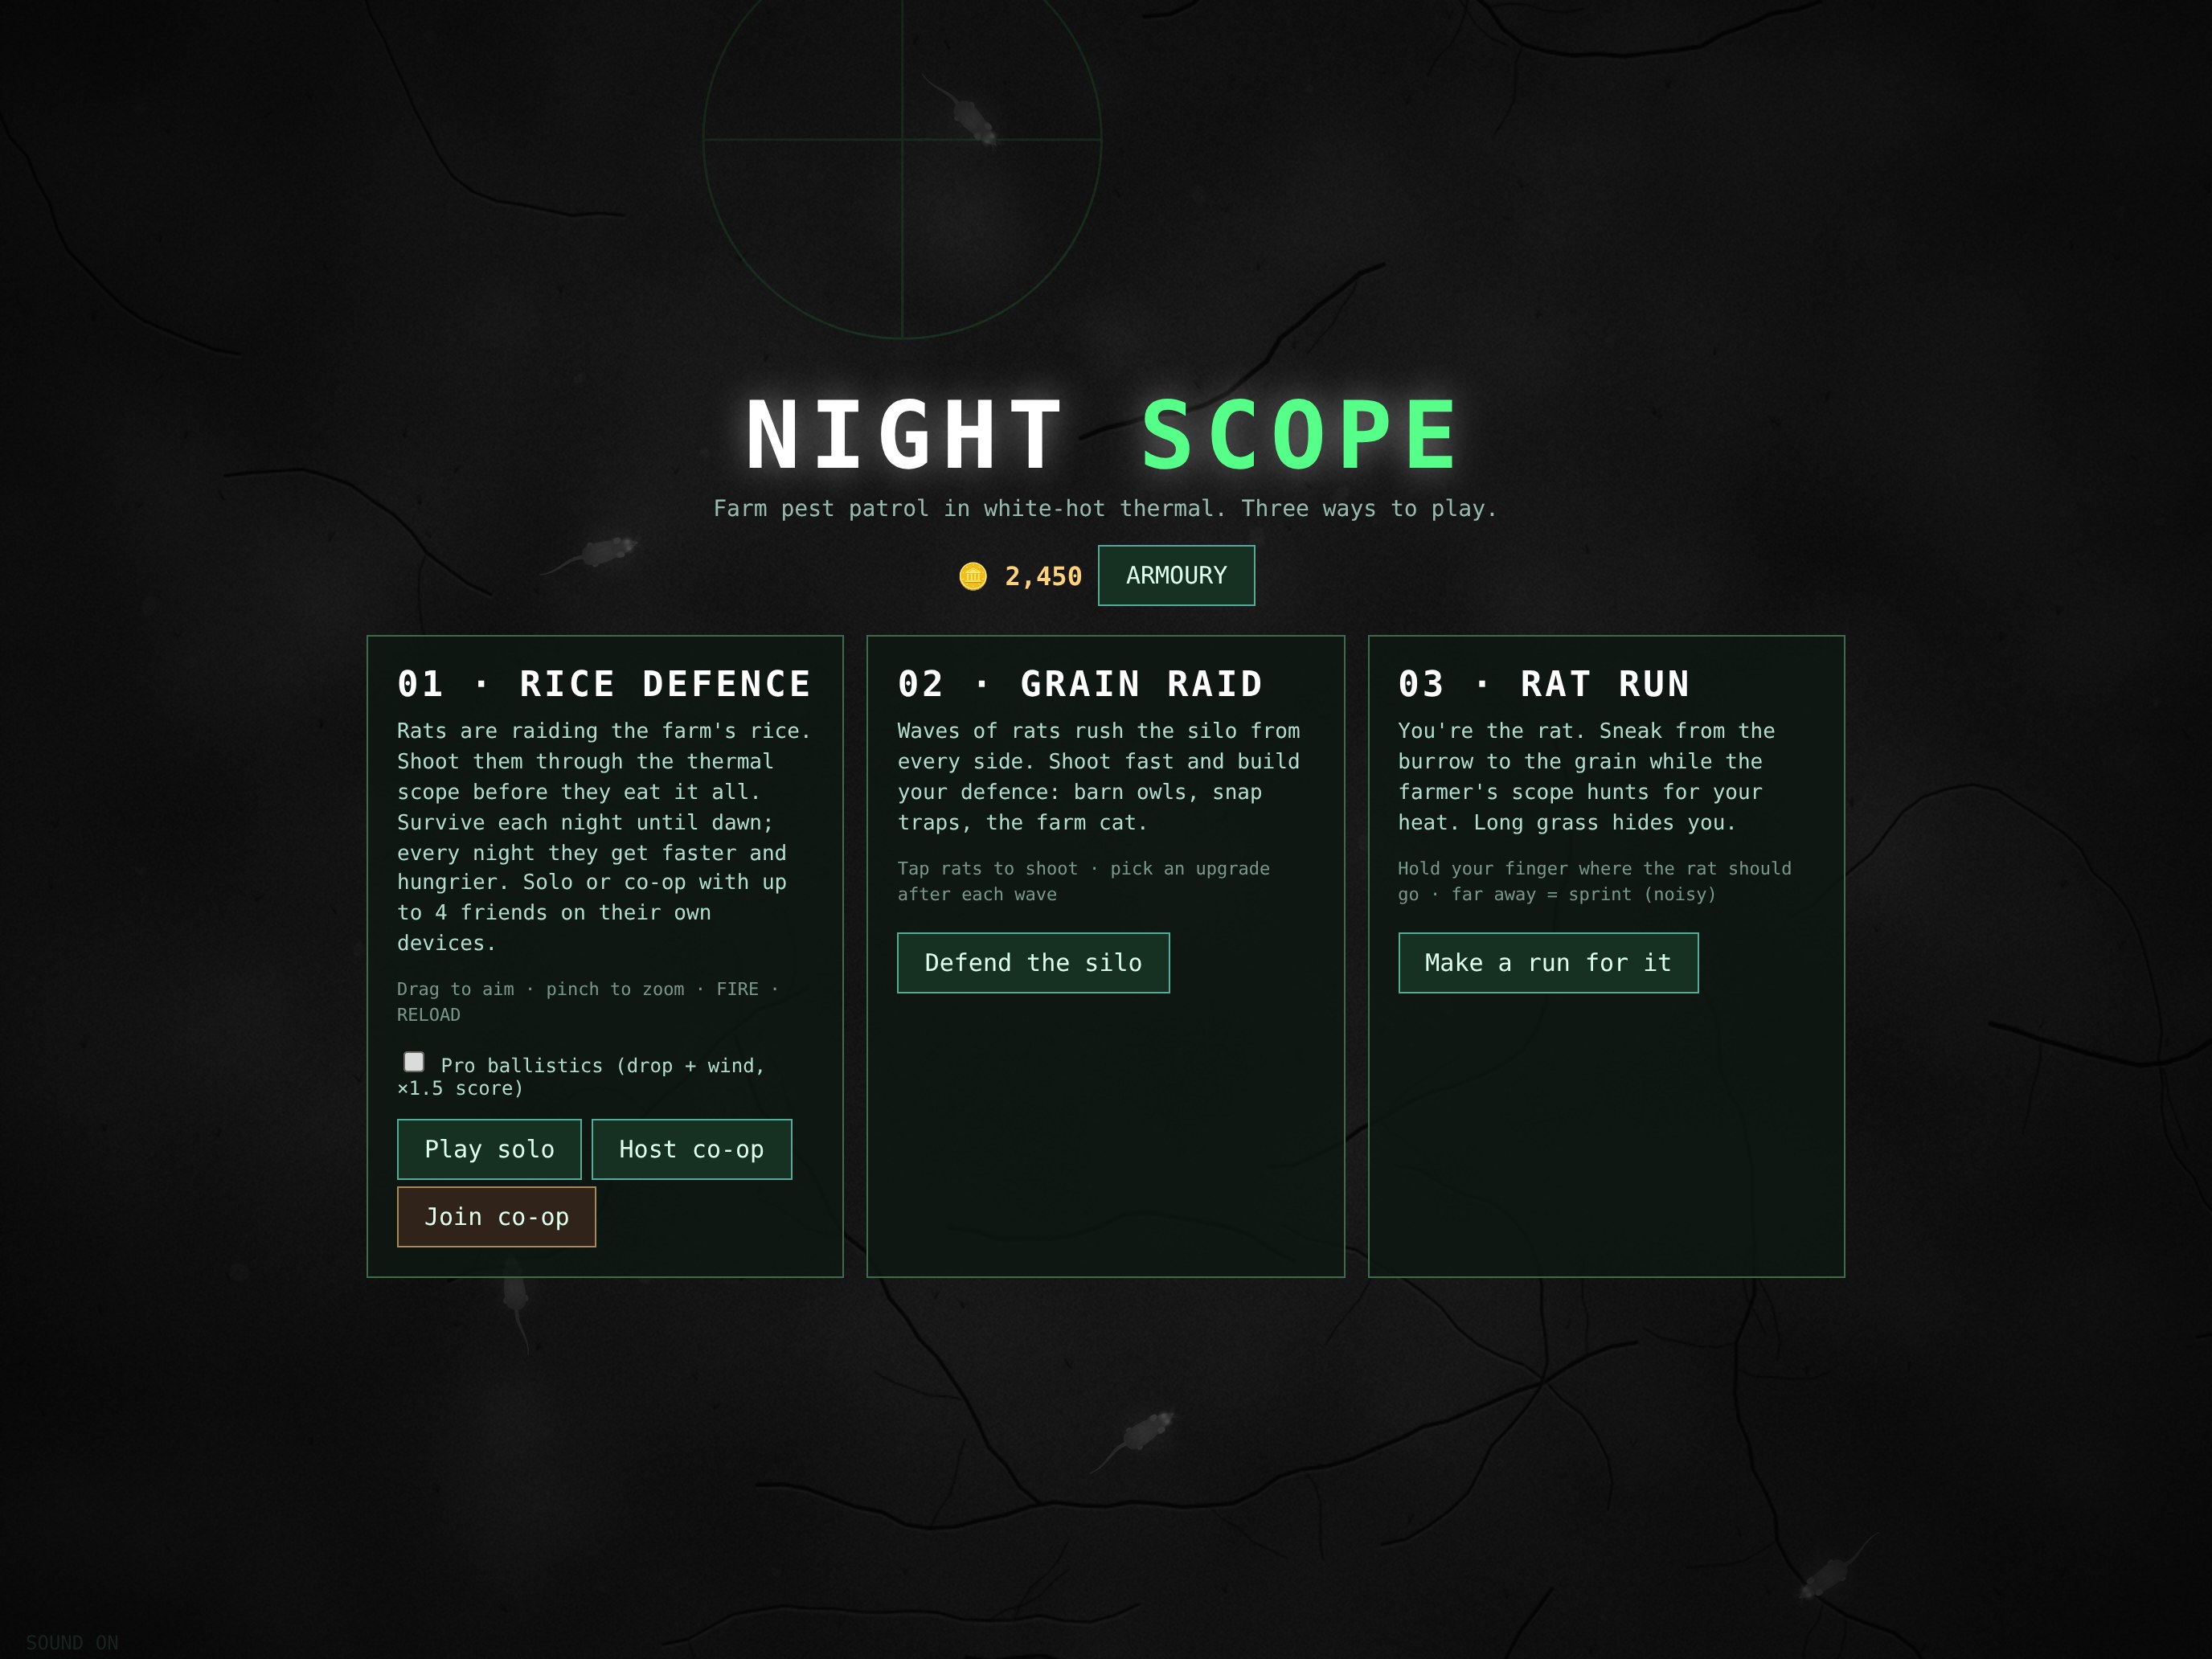 NIGHT SCOPE
Farm pest patrol in white-hot thermal. Three ways to play.
🪙 2,450 ARMOURY
01 · RICE DEFENCE
Rats are raiding the farm's rice.
Shoot them through the thermal
scope before they eat it all.
Survive each night until dawn;
every night they get faster and
hungrier. Solo or co-op with up
to 4 friends on their own
devices.
Drag to aim · pinch to zoom · FIRE ·
RELOAD
Pro ballistics (drop + wind,
×1.5 score)
Play solo
Host co-op
Join co-op
02 · GRAIN RAID
Waves of rats rush the silo from
every side. Shoot fast and build
your defence: barn owls, snap
traps, the farm cat.
Tap rats to shoot · pick an upgrade
after each wave
Defend the silo
03 · RAT RUN
You're the rat. Sneak from the
burrow to the grain while the
farmer's scope hunts for your
heat. Long grass hides you.
Hold your finger where the rat should
go · far away = sprint (noisy)
Make a run for it
SOUND ON